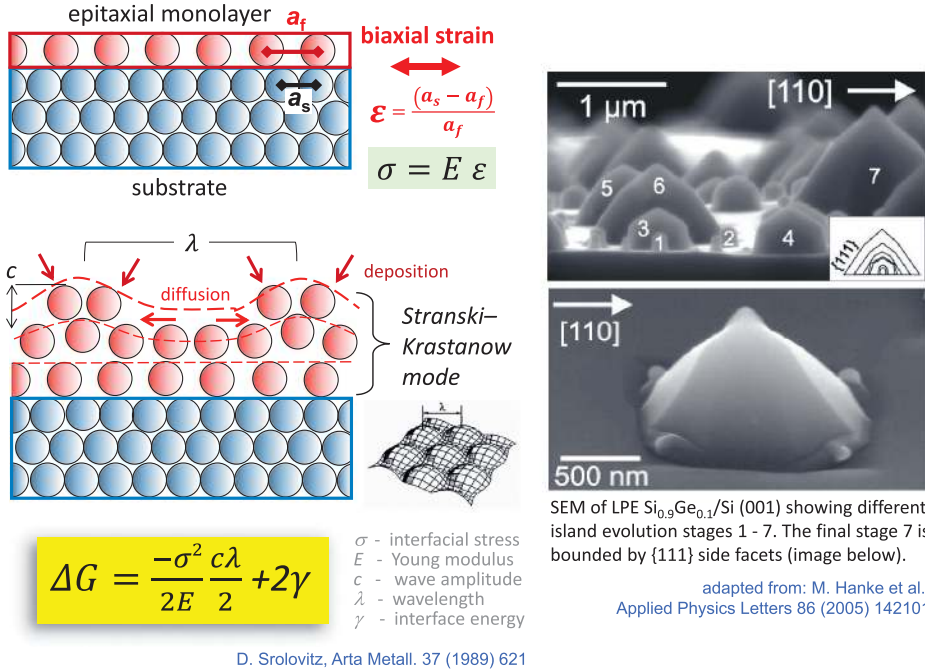 epitaxial monolayer
a_f
a_s
substrate
biaxial strain
ε = (a_s – a_f) / a_f
σ = E ε
λ
c
deposition
diffusion
Stranski–
Krastanow
mode
λ
ΔG = -σ²/2E cλ/2 +2γ
σ - interfacial stress
E - Young modulus
c - wave amplitude
λ - wavelength
γ - interface energy
D. Srolovitz, Arta Metall. 37 (1989) 621
1 µm
[110]
5
6
7
3
1
2
4
{111}
[110]
500 nm
SEM of LPE Si0.9Ge0.1/Si (001) showing different
island evolution stages 1 - 7. The final stage 7 is
bounded by {111} side facets (image below).
adapted from: M. Hanke et al.
Applied Physics Letters 86 (2005) 142101